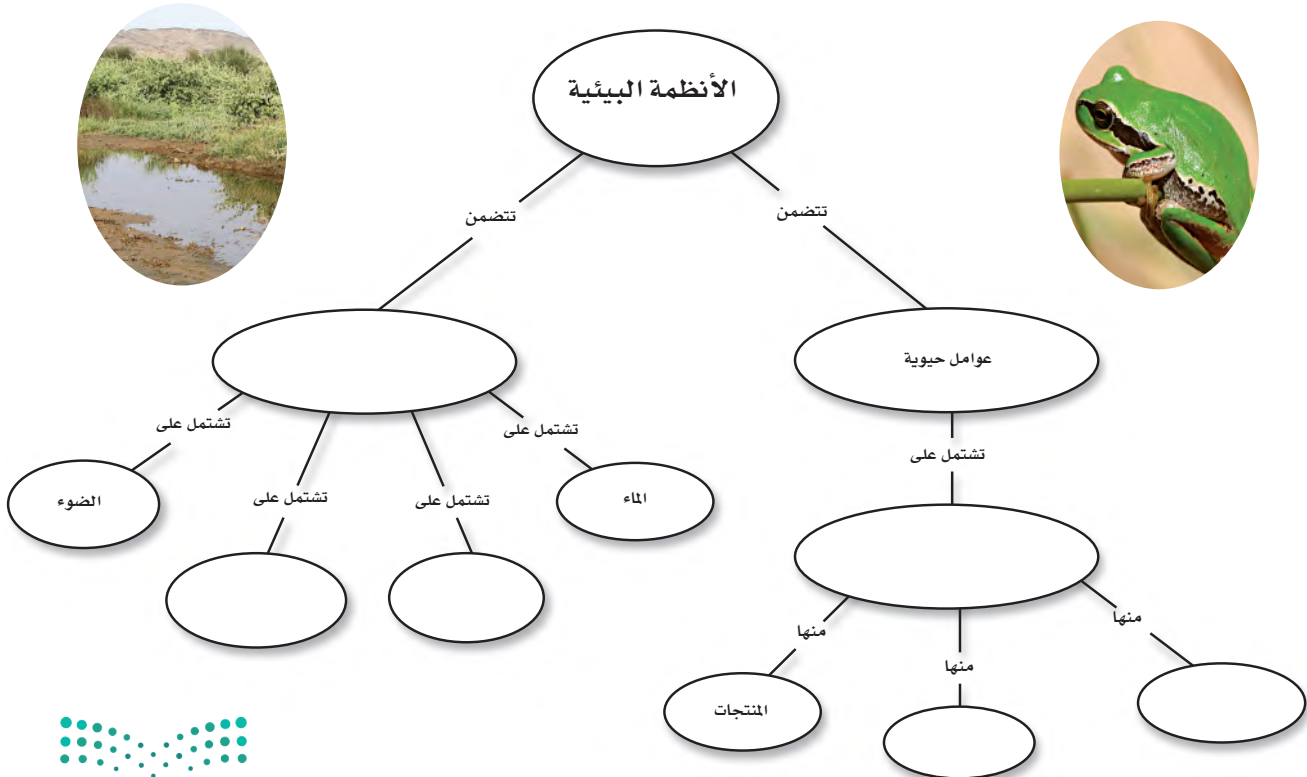 الأنظمة البيئية
تتضمن
تتضمن
عوامل حيوية
تشتمل على
تشتمل على
تشتمل على
تشتمل على
تشتمل على
الماء
الضوء
منها
منها
منها
المنتجات